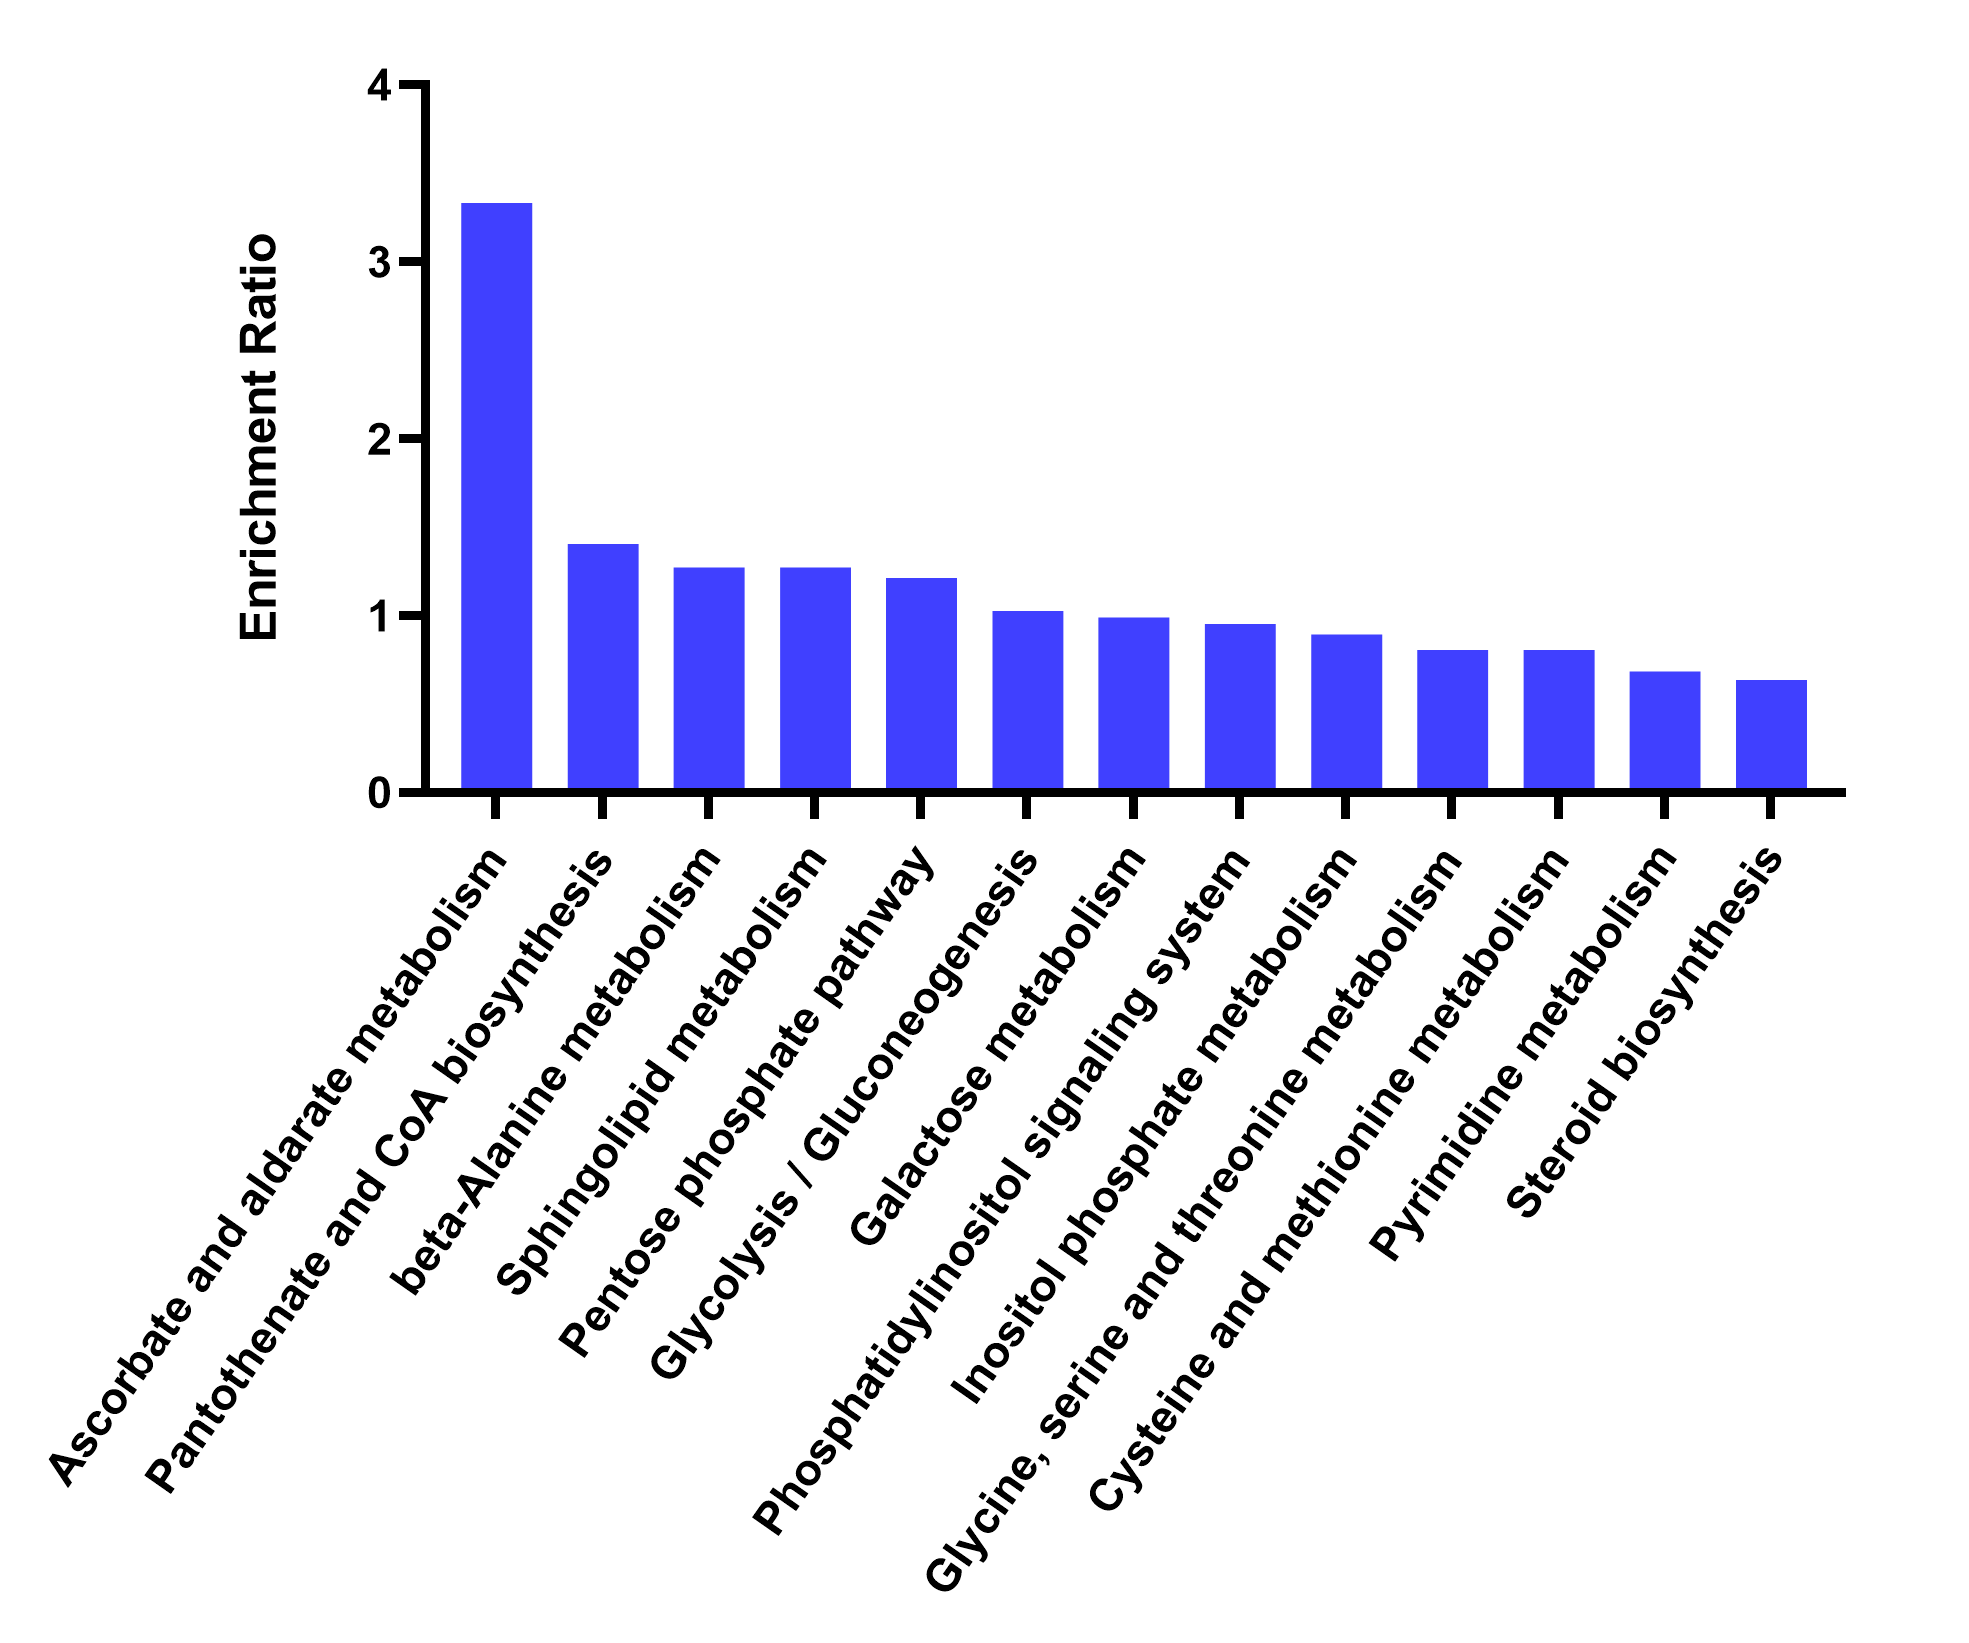 Enrichment Ratio
4
3
2
1
0
Ascorbate and aldarate metabolism
Pantothenate and CoA biosynthesis
beta-Alanine metabolism
Sphingolipid metabolism
Pentose phosphate pathway
Glycolysis / Gluconeogenesis
Galactose metabolism
Phosphatidylinositol signaling system
Inositol phosphate metabolism
Glycine, serine and threonine metabolism
Cysteine and methionine metabolism
Pyrimidine metabolism
Steroid biosynthesis